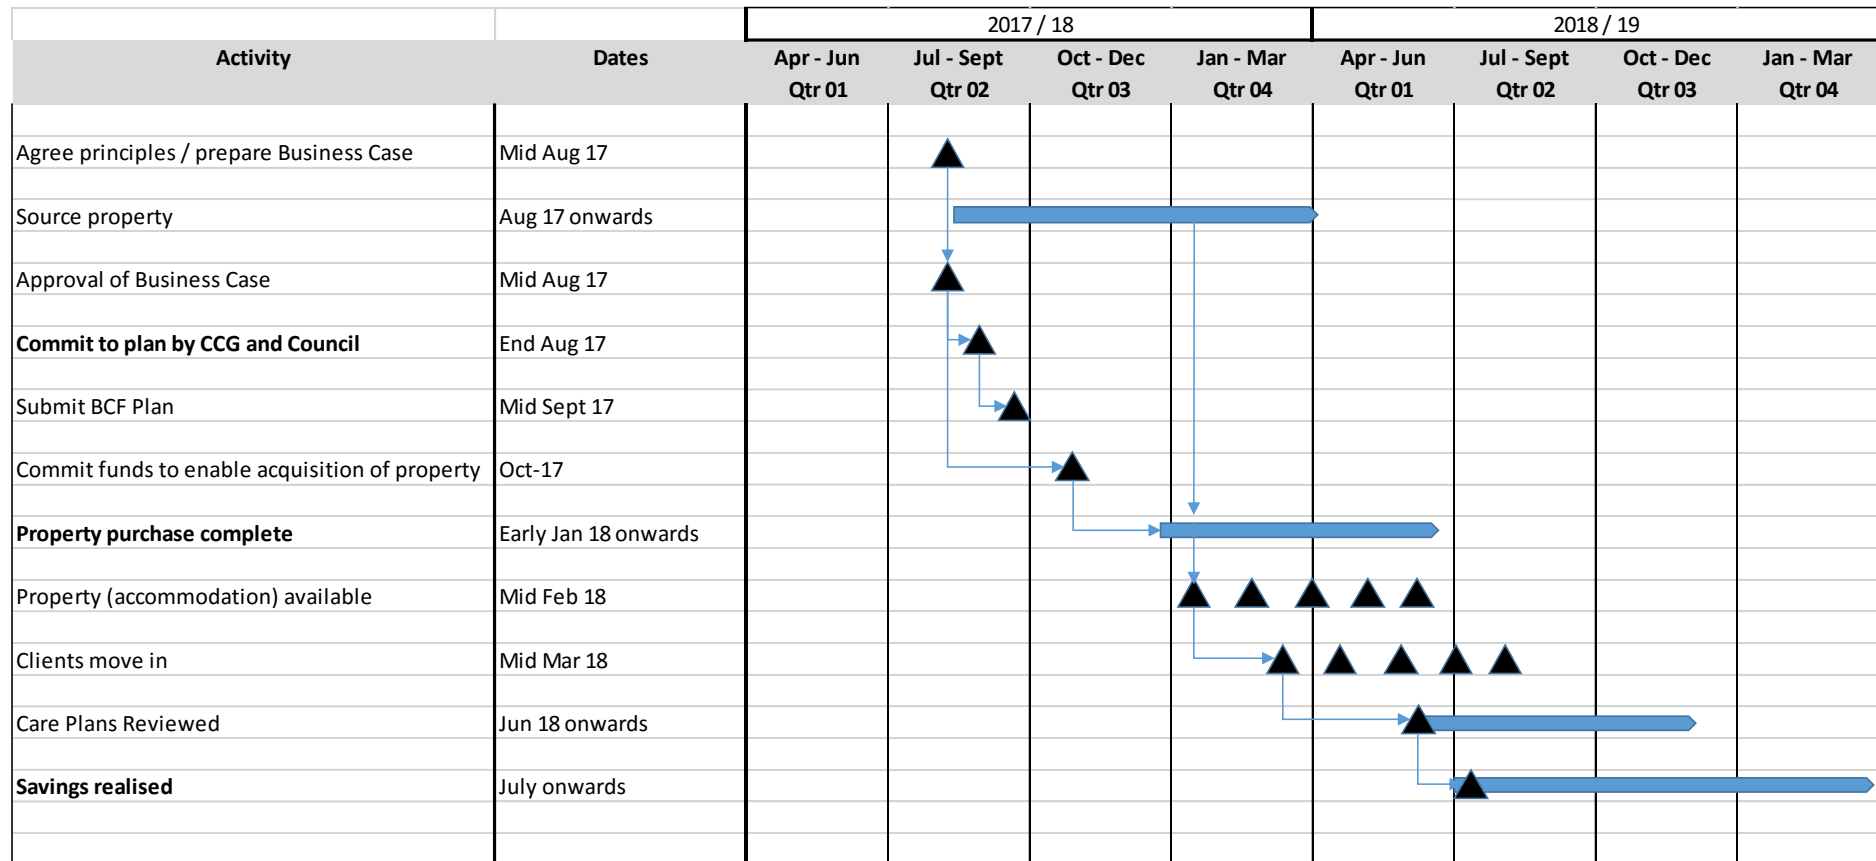 2017 / 18 2018 / 19
Activity Dates Apr - Jun Jul - Sept Oct - Dec Jan - Mar Apr - Jun Jul - Sept Oct - Dec Jan - Mar
Qtr 01 Qtr 02 Qtr 03 Qtr 04 Qtr 01 Qtr 02 Qtr 03 Qtr 04
Agree principles / prepare Business Case Mid Aug 17
Source property Aug 17 onwards
Approval of Business Case Mid Aug 17
Commit to plan by CCG and Council End Aug 17
Submit BCF Plan Mid Sept 17
Commit funds to enable acquisition of property Oct-17
Property purchase complete Early Jan 18 onwards
Property (accommodation) available Mid Feb 18
Clients move in Mid Mar 18
Care Plans Reviewed Jun 18 onwards
Savings realised July onwards